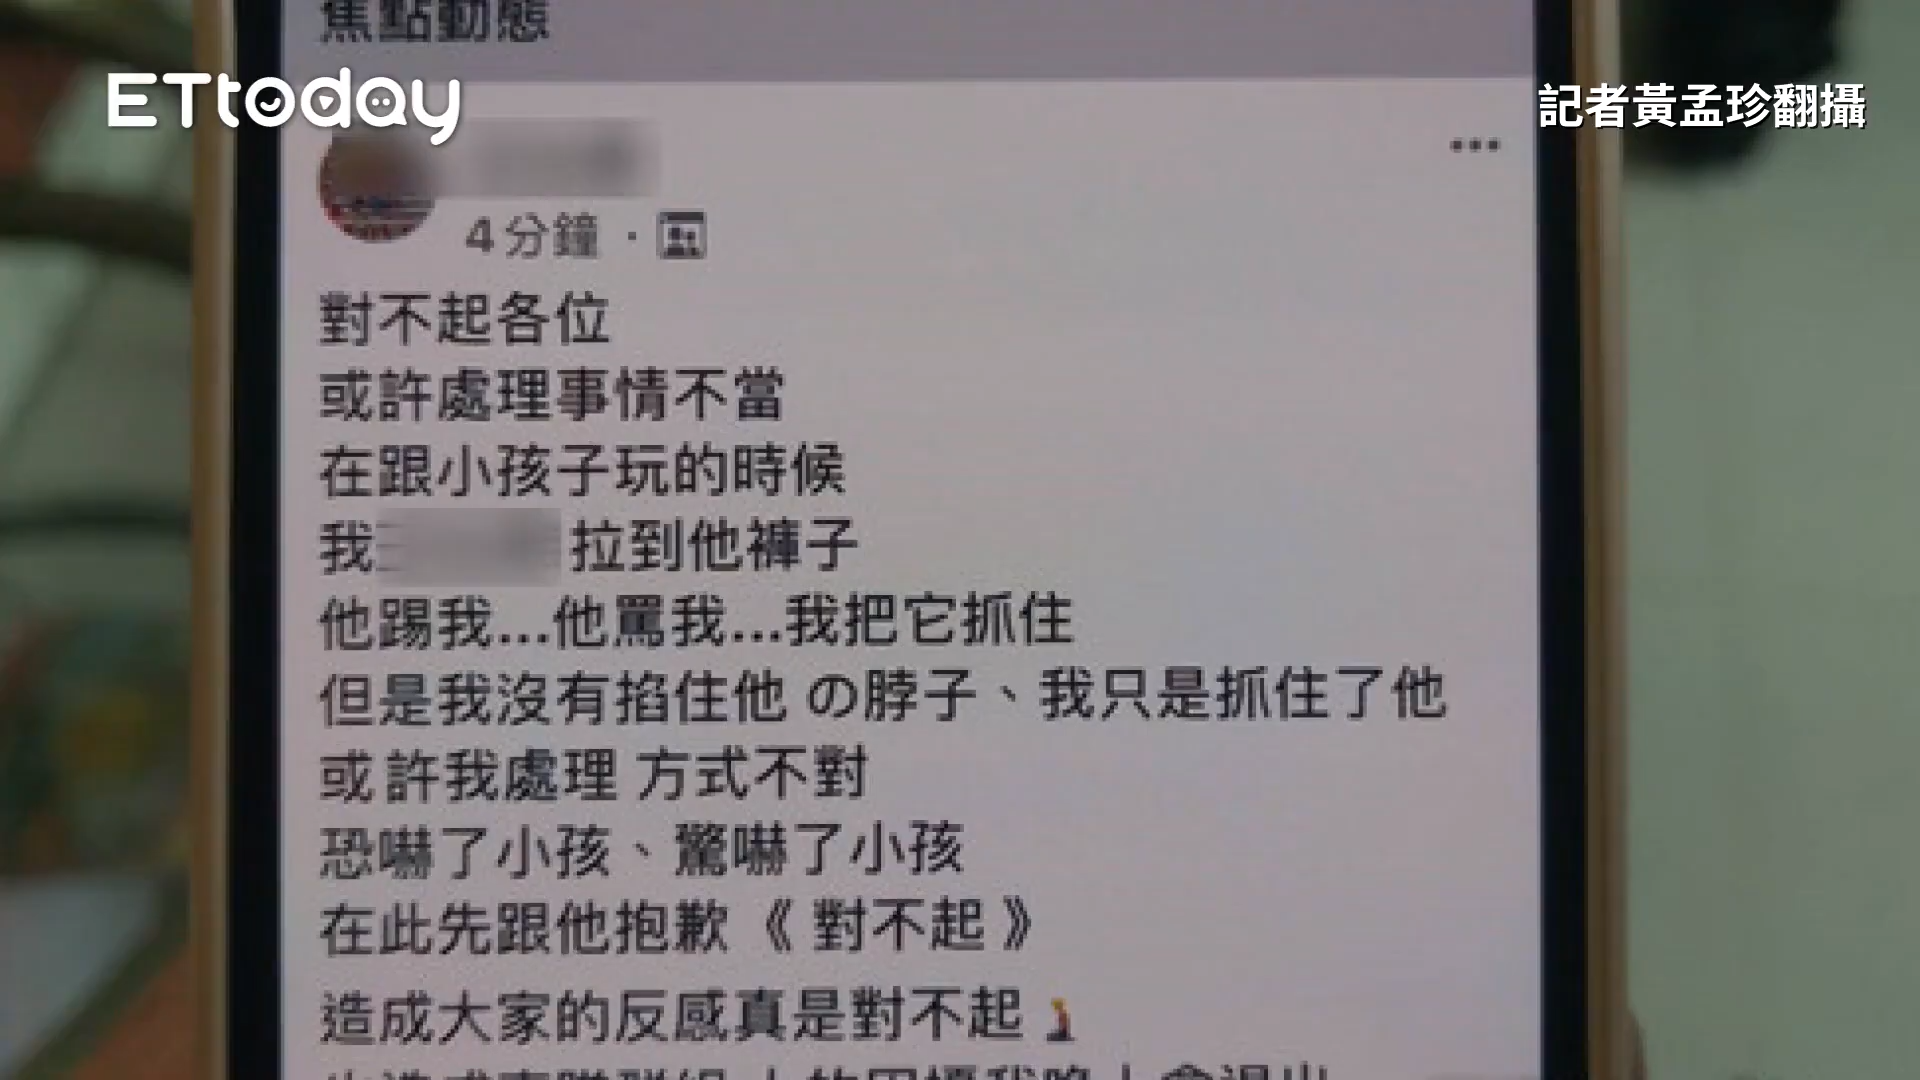 焦點動態
ETtoday
記者黃孟珍翻攝
4分鐘
對不起各位
或許處理事情不當
在跟小孩子玩的時候
我 拉到他褲子
他踢我...他罵我...我把它抓住
但是我沒有掐住他 の脖子、我只是抓住了他
或許我處理 方式不對
恐嚇了小孩、驚嚇了小孩
在此先跟他抱歉《 對不起 》
造成大家的反感真是對不起